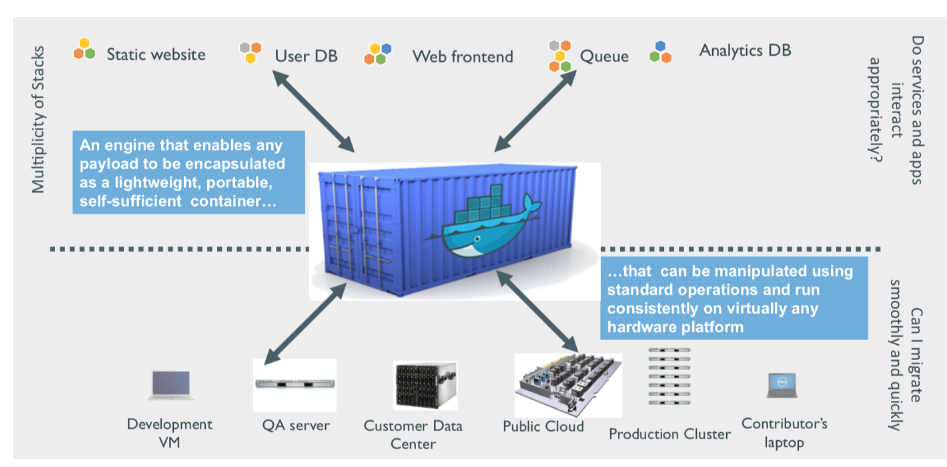 Static website
User DB
Web frontend
Queue
Analytics DB
Multiplicity of Stacks
Do services and apps
interact
appropriately?
An engine that enables any
payload to be encapsulated
as a lightweight, portable,
self-sufficient container…
…that can be manipulated using
standard operations and run
consistently on virtually any
hardware platform
Can I migrate
smoothly and quickly
Development
VM
QA server
Customer Data
Center
Public Cloud
Production Cluster
Contributor's
laptop